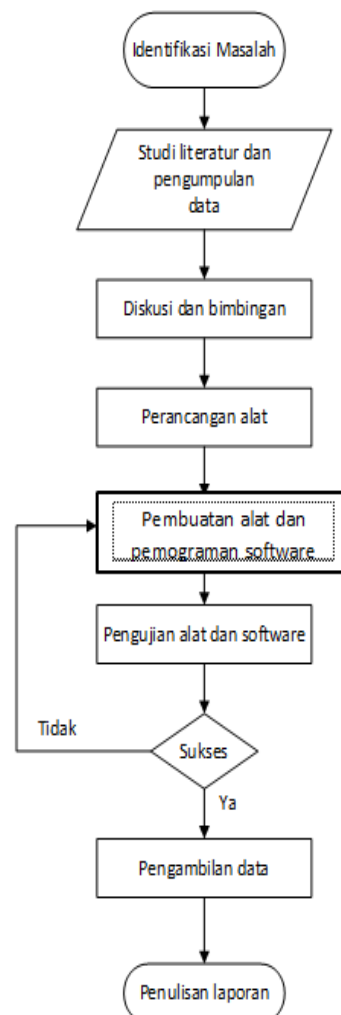 Identifikasi Masalah
Studi literatur dan
pengumpulan
data
Diskusi dan bimbingan
Perancangan alat
Pembuatan alat dan
pemograman software
Pengujian alat dan software
Tidak
Sukses
Ya
Pengambilan data
Penulisan laporan